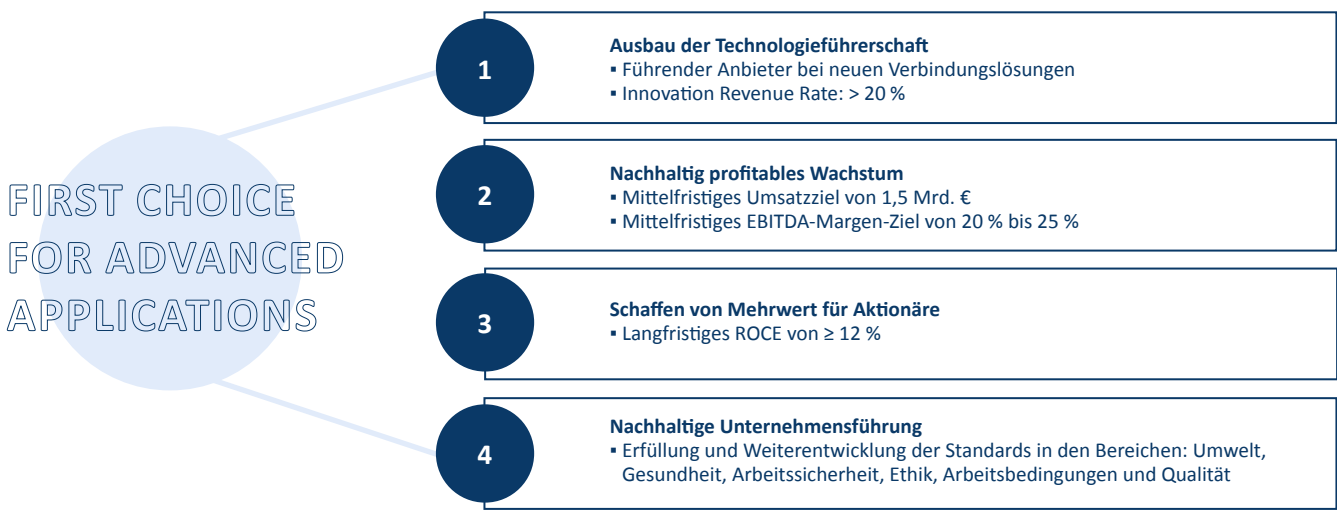 FIRST CHOICE
FOR ADVANCED
APPLICATIONS
1
Ausbau der Technologieführerschaft
▪ Führender Anbieter bei neuen Verbindungslösungen
▪ Innovation Revenue Rate: > 20 %
2
Nachhaltig profitables Wachstum
▪ Mittelfristiges Umsatzziel von 1,5 Mrd. €
▪ Mittelfristiges EBITDA-Margen-Ziel von 20 % bis 25 %
3
Schaffen von Mehrwert für Aktionäre
▪ Langfristiges ROCE von ≥ 12 %
4
Nachhaltige Unternehmensführung
▪ Erfüllung und Weiterentwicklung der Standards in den Bereichen: Umwelt,
Gesundheit, Arbeitssicherheit, Ethik, Arbeitsbedingungen und Qualität